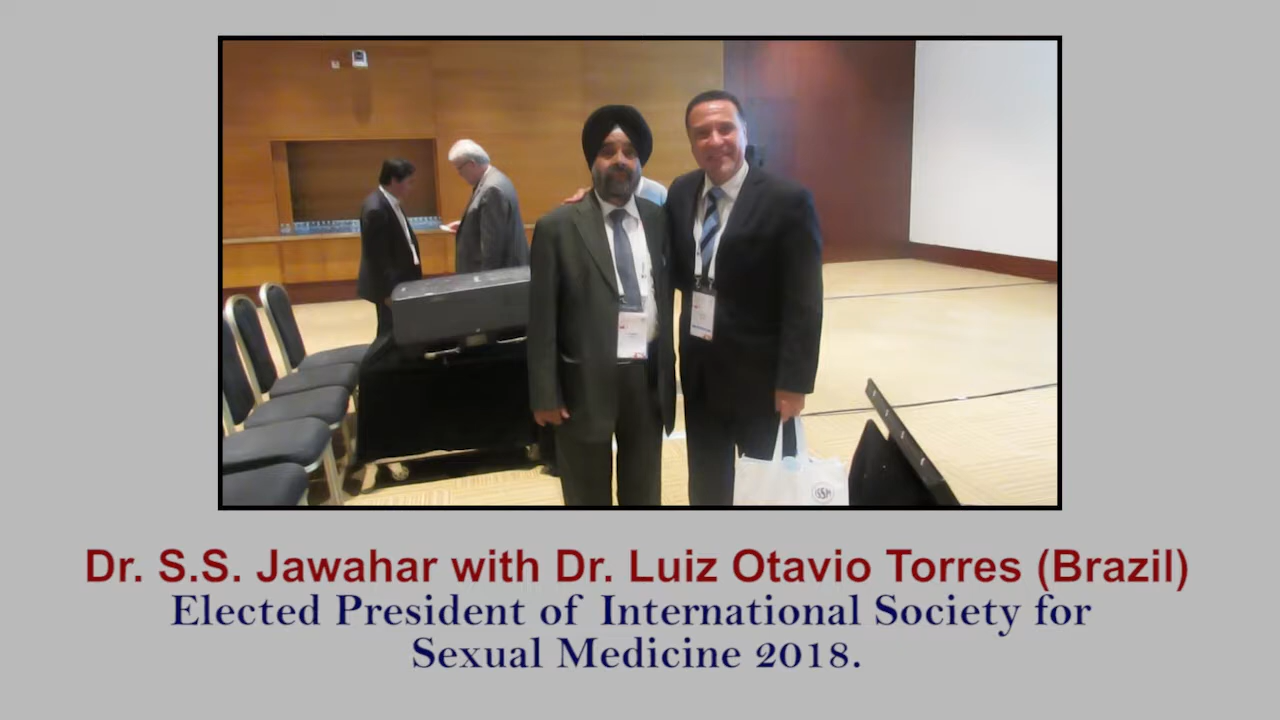 Dr. S.S. Jawahar with Dr. Luiz Otavio Torres (Brazil)
Elected President of International Society for
Sexual Medicine 2018.